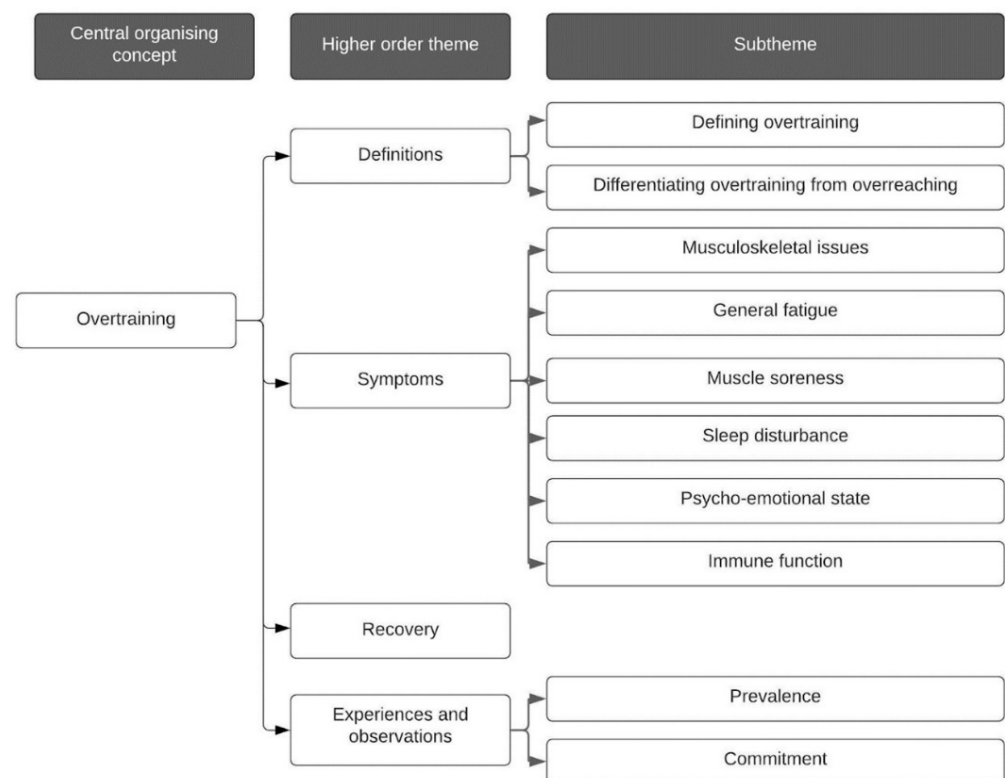 Central organising
concept
Higher order theme
Subtheme
Overtraining
Definitions
Defining overtraining
Differentiating overtraining from overreaching
Symptoms
Musculoskeletal issues
General fatigue
Muscle soreness
Sleep disturbance
Psycho-emotional state
Immune function
Recovery
Experiences and
observations
Prevalence
Commitment